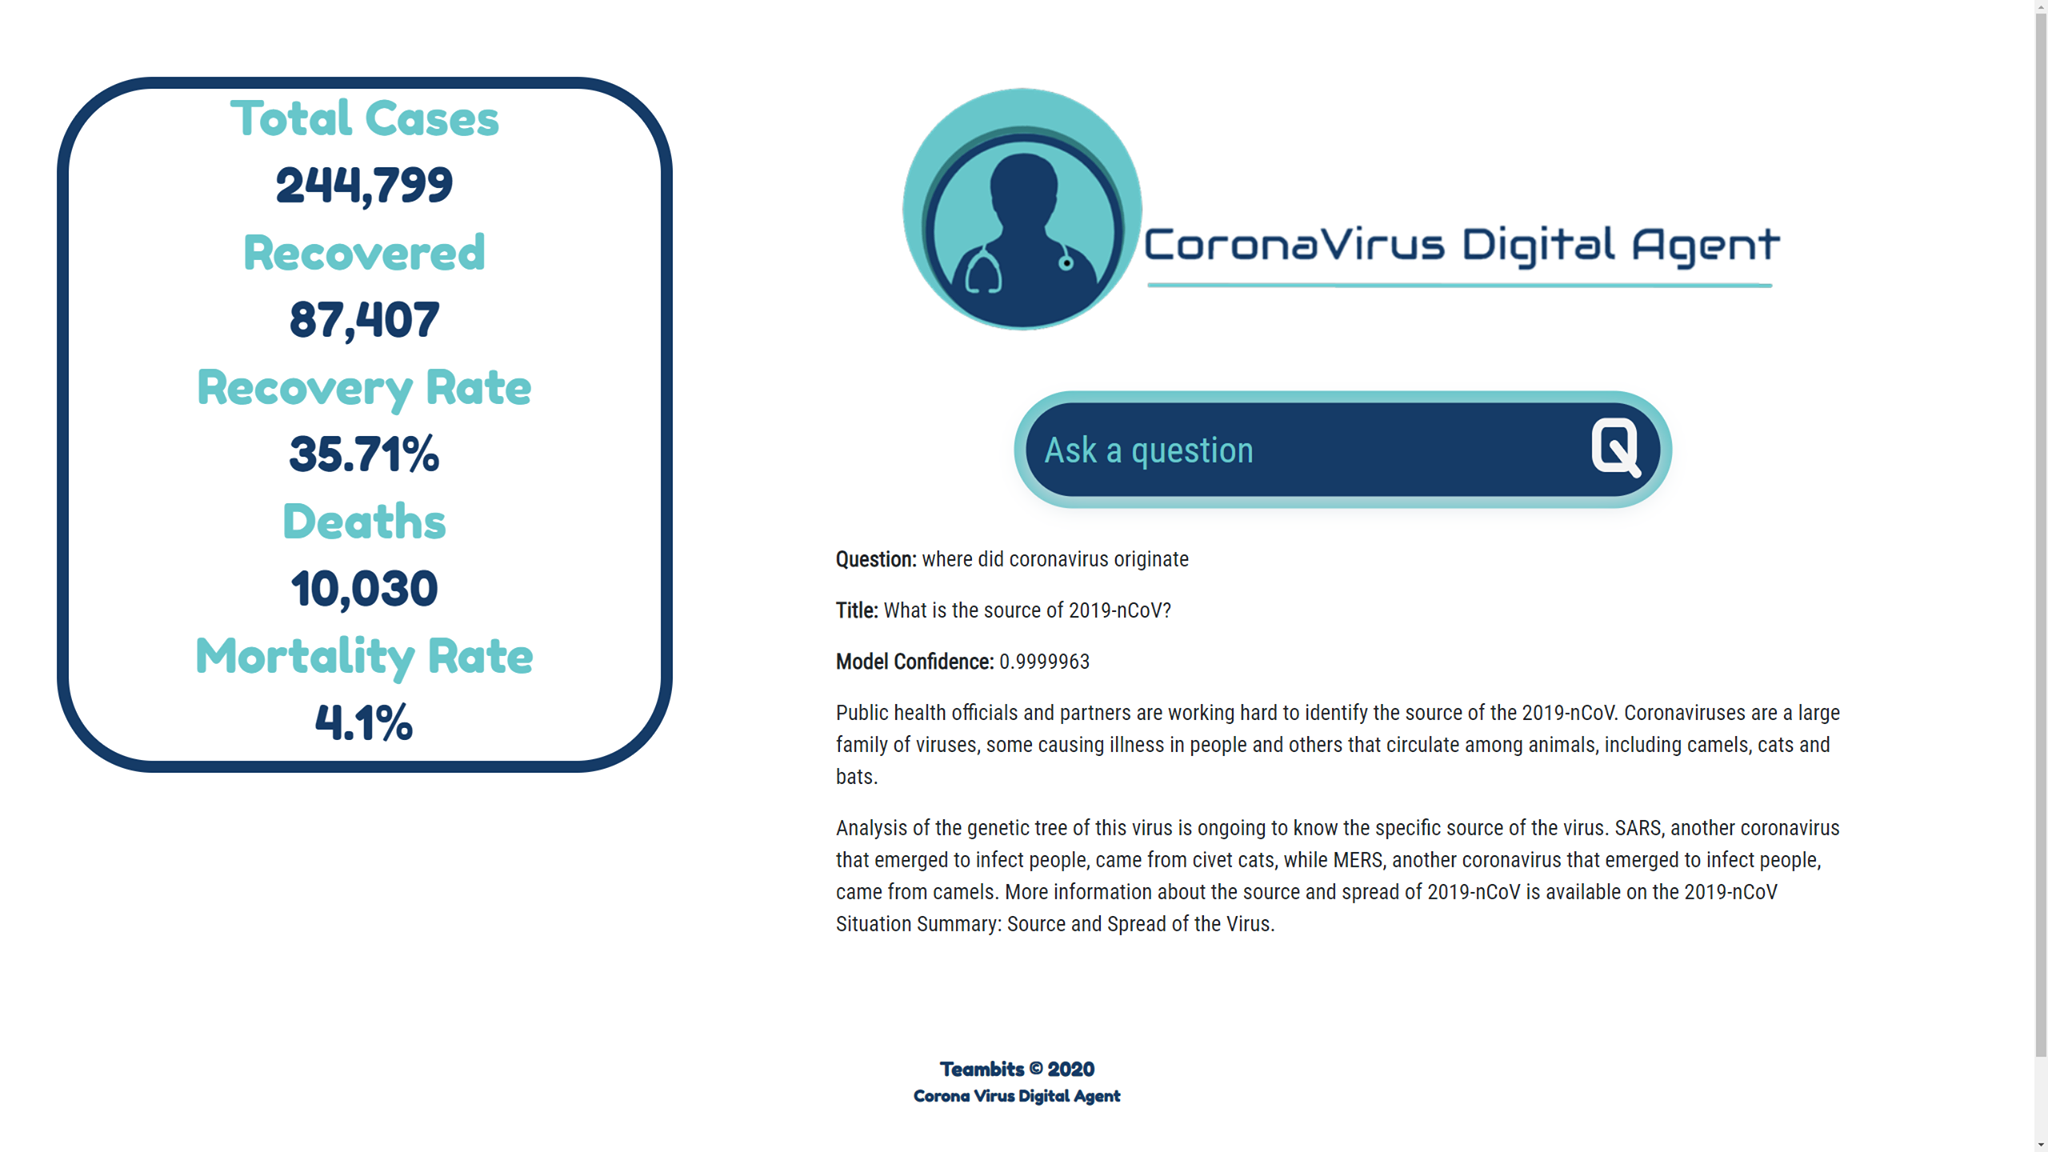 Total Cases
244,799
Recovered
87,407
Recovery Rate
35.71%
Deaths
10,030
Mortality Rate
4.1%
CoronaVirus Digital Agent
Ask a question
Question: where did coronavirus originate
Title: What is the source of 2019-nCoV?
Model Confidence: 0.9999963
Public health officials and partners are working hard to identify the source of the 2019-nCoV. Coronaviruses are a large
family of viruses, some causing illness in people and others that circulate among animals, including camels, cats and
bats.
Analysis of the genetic tree of this virus is ongoing to know the specific source of the virus. SARS, another coronavirus
that emerged to infect people, came from civet cats, while MERS, another coronavirus that emerged to infect people,
came from camels. More information about the source and spread of 2019-nCoV is available on the 2019-nCoV
Situation Summary: Source and Spread of the Virus.
Teambits © 2020
Corona Virus Digital Agent